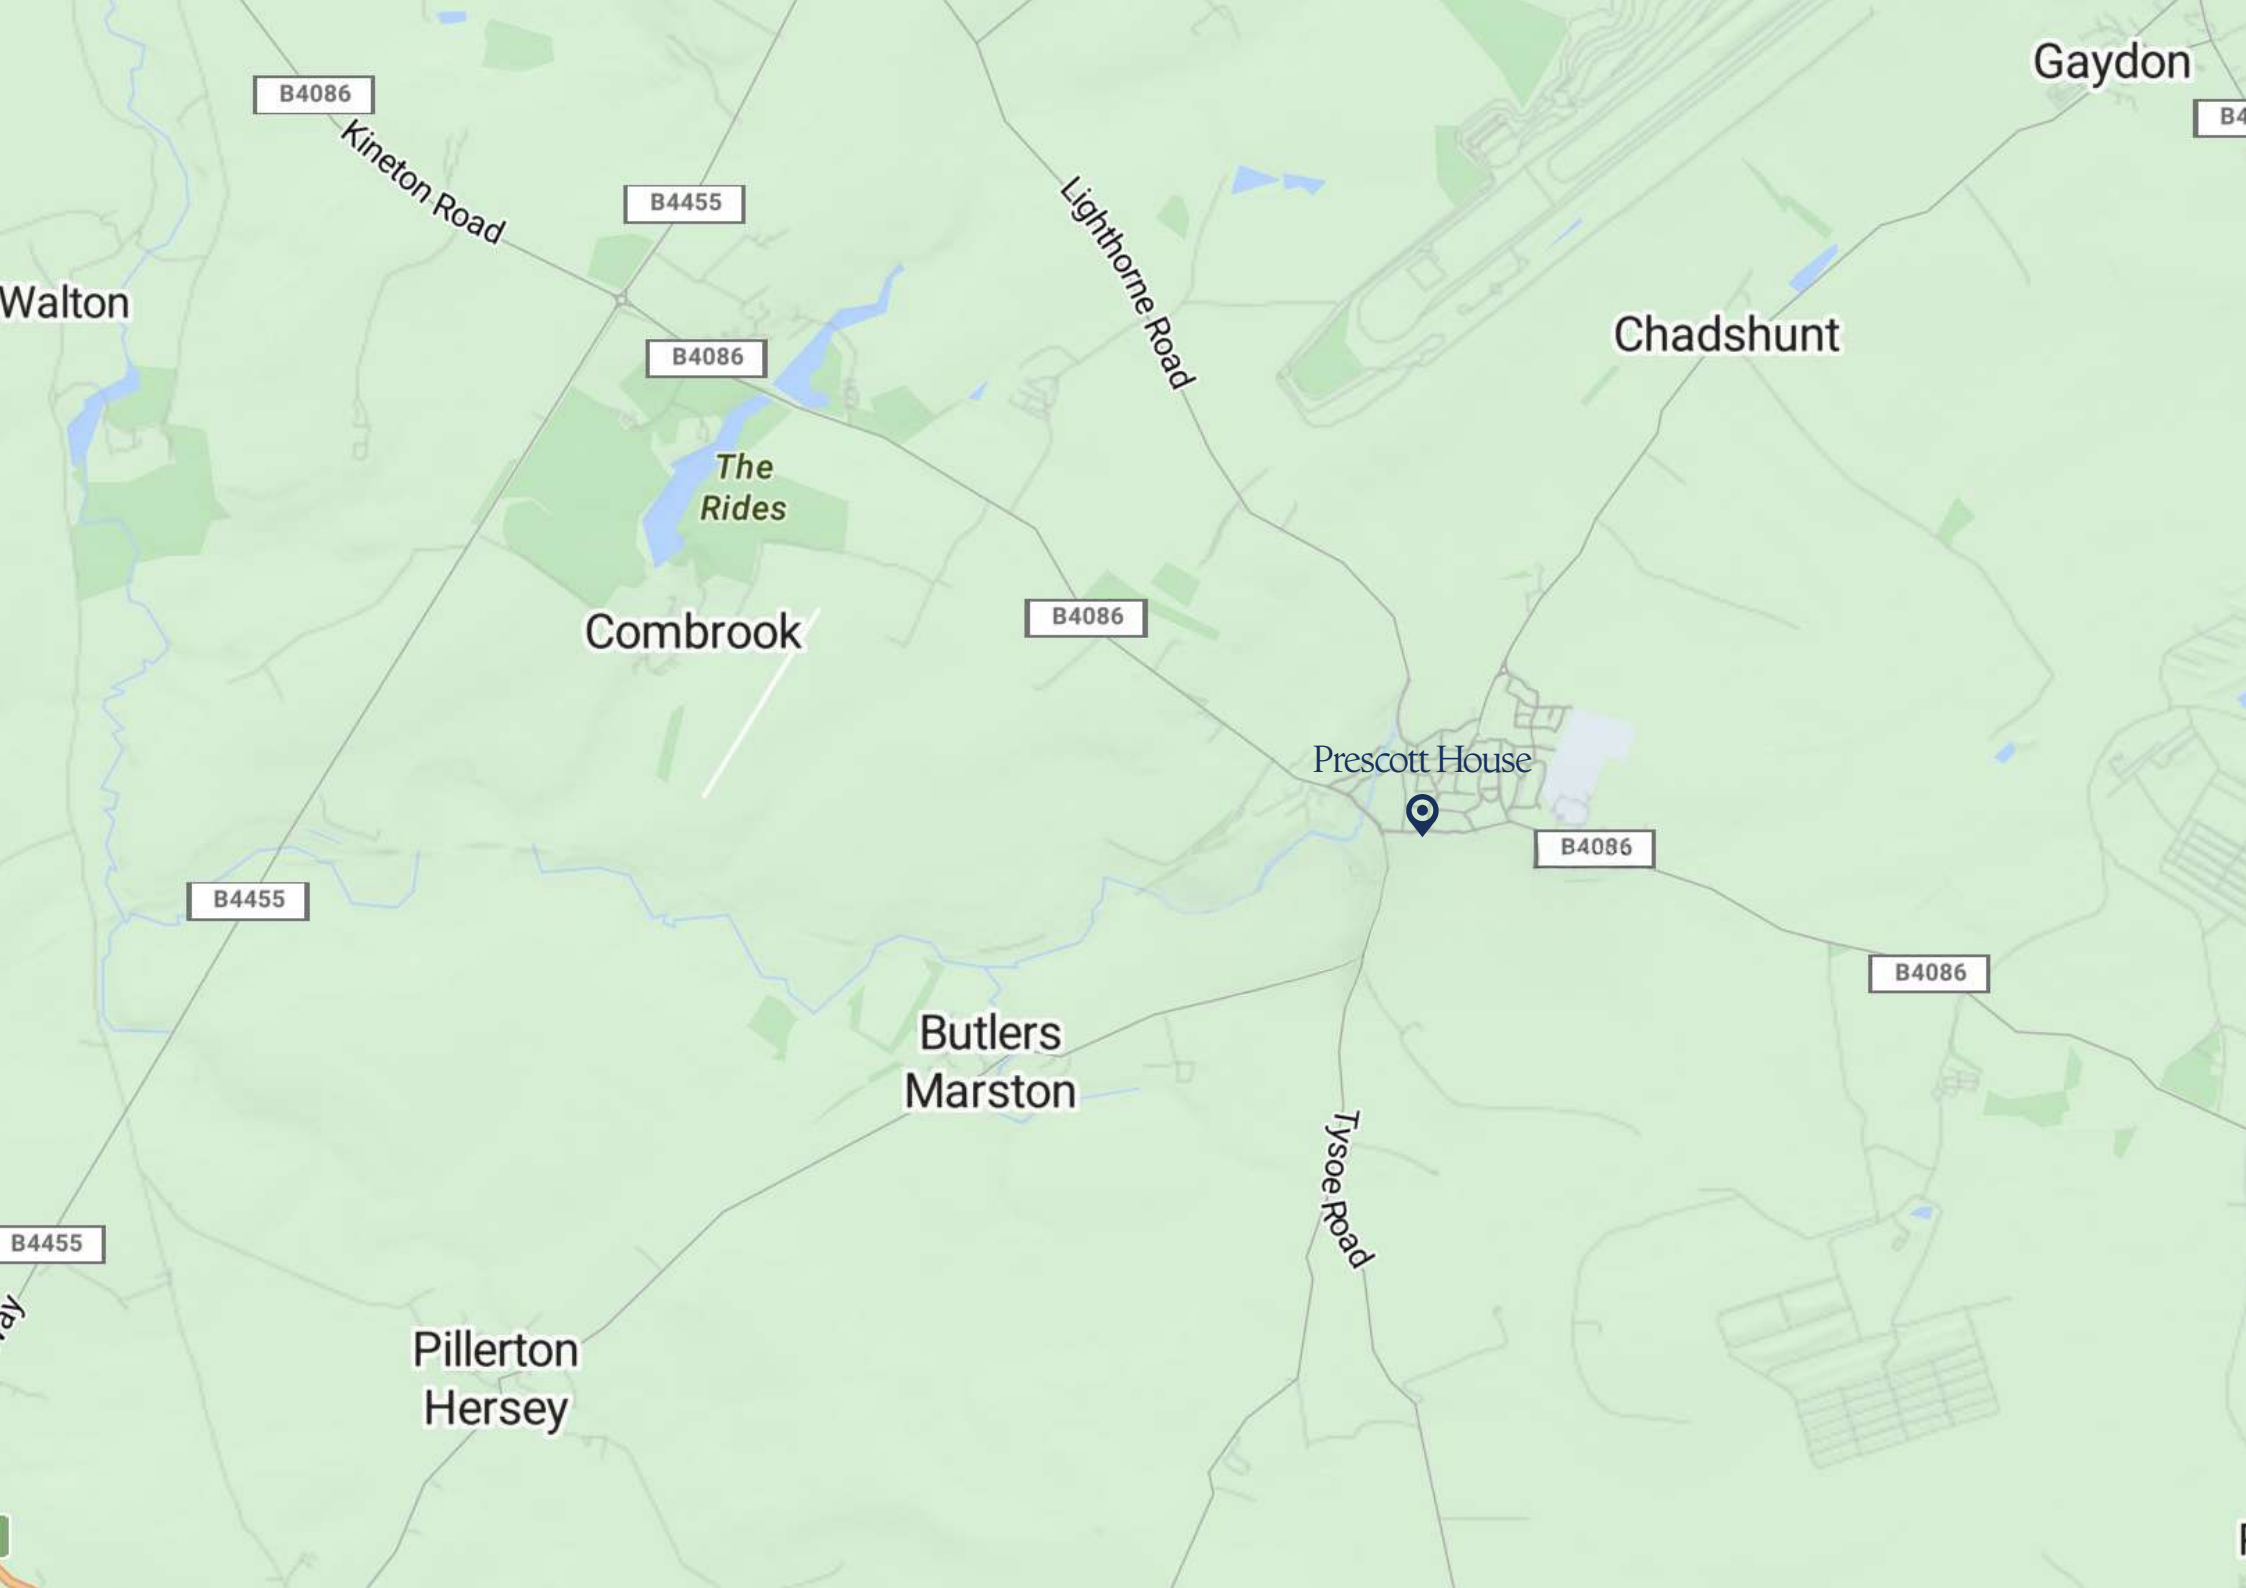 Gaydon
B4086
B4
Kineton Road
B4455
Lighthorne Road
Walton
Chadshunt
B4086
The
Rides
B4086
Combrook
Prescott House
B4086
B4455
B4086
Butlers
Marston
Tysoe Road
B4455
Pillerton
Hersey